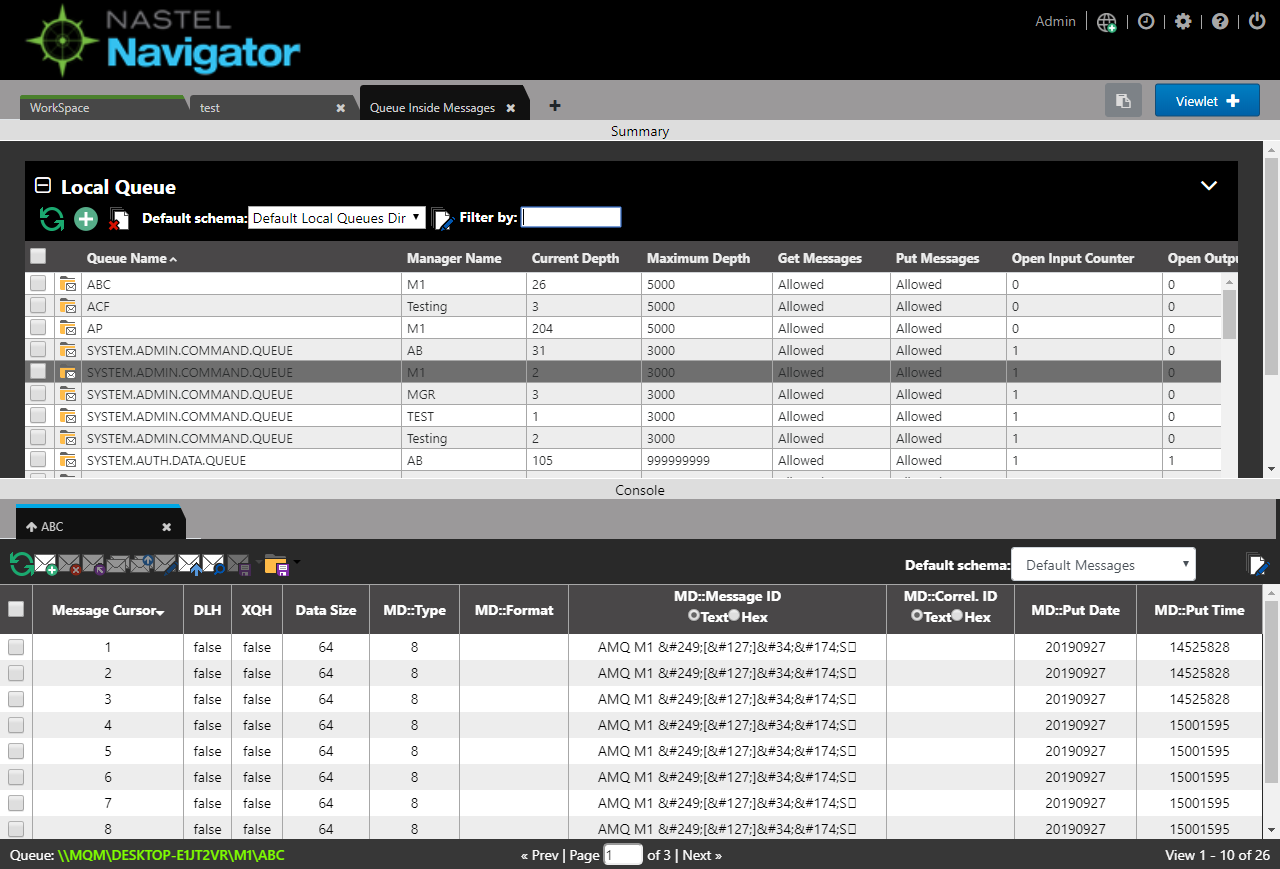 NASTEL
Navigator
Admin
WorkSpace test Queue Inside Messages Viewlet
Summary
Local Queue
Default schema: Default Local Queues Dir Filter by:
Queue Name Manager Name Current Depth Maximum Depth Get Messages Put Messages Open Input Counter Open Outpu
ABC M1 26 5000 Allowed Allowed 0 0
ACF Testing 3 5000 Allowed Allowed 0 0
AP M1 204 5000 Allowed Allowed 0 0
SYSTEM.ADMIN.COMMAND.QUEUE AB 31 3000 Allowed Allowed 1 0
SYSTEM.ADMIN.COMMAND.QUEUE M1 2 3000 Allowed Allowed 1 0
SYSTEM.ADMIN.COMMAND.QUEUE MGR 3 3000 Allowed Allowed 1 0
SYSTEM.ADMIN.COMMAND.QUEUE TEST 1 3000 Allowed Allowed 1 0
SYSTEM.ADMIN.COMMAND.QUEUE Testing 2 3000 Allowed Allowed 1 0
SYSTEM.AUTH.DATA.QUEUE AB 105 999999999 Allowed Allowed 1 1
Console
ABC
Default schema: Default Messages
Message Cursor DLH XQH Data Size MD::Type MD::Format MD::Message ID Text Hex MD::Correl. ID Text Hex MD::Put Date MD::Put Time
1 false false 64 8 AMQ M1 &#249;[&#127;]&#34;&#174;S▯ 20190927 14525828
2 false false 64 8 AMQ M1 &#249;[&#127;]&#34;&#174;S▯ 20190927 14525828
3 false false 64 8 AMQ M1 &#249;[&#127;]&#34;&#174;S▯ 20190927 14525828
4 false false 64 8 AMQ M1 &#249;[&#127;]&#34;&#174;S▯ 20190927 15001595
5 false false 64 8 AMQ M1 &#249;[&#127;]&#34;&#174;S▯ 20190927 15001595
6 false false 64 8 AMQ M1 &#249;[&#127;]&#34;&#174;S▯ 20190927 15001595
7 false false 64 8 AMQ M1 &#249;[&#127;]&#34;&#174;S▯ 20190927 15001595
8 false false 64 8 AMQ M1 &#249;[&#127;]&#34;&#174;S▯ 20190927 15001595
Queue: \\MQM\DESKTOP-E1JT2VR\M1\ABC « Prev | Page 1 of 3 | Next » View 1 - 10 of 26